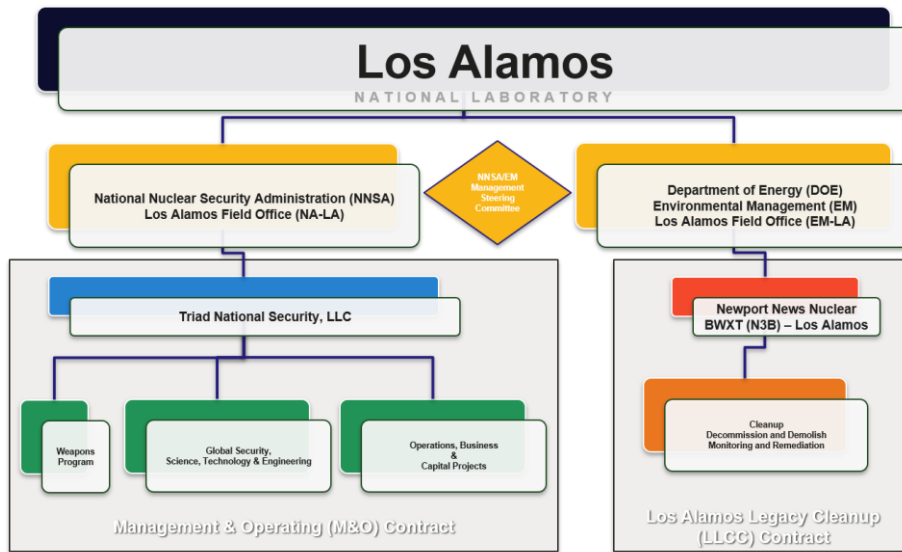 Los Alamos
NATIONAL LABORATORY
National Nuclear Security Administration (NNSA)
Los Alamos Field Office (NA-LA)
NNSA/EM
Management
Steering
Committee
Department of Energy (DOE)
Environmental Management (EM)
Los Alamos Field Office (EM-LA)
Triad National Security, LLC
Newport News Nuclear
BWXT (N3B) – Los Alamos
Weapons
Program
Global Security,
Science, Technology & Engineering
Operations, Business
&
Capital Projects
Cleanup
Decommission and Demolish
Monitoring and Remediation
Management & Operating (M&O) Contract
Los Alamos Legacy Cleanup
(LLCC) Contract